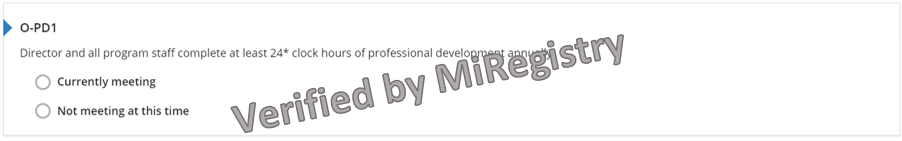 O-PD1
Director and all program staff complete at least 24* clock hours of professional development annually.
Currently meeting
Not meeting at this time
Verified by MiRegistry